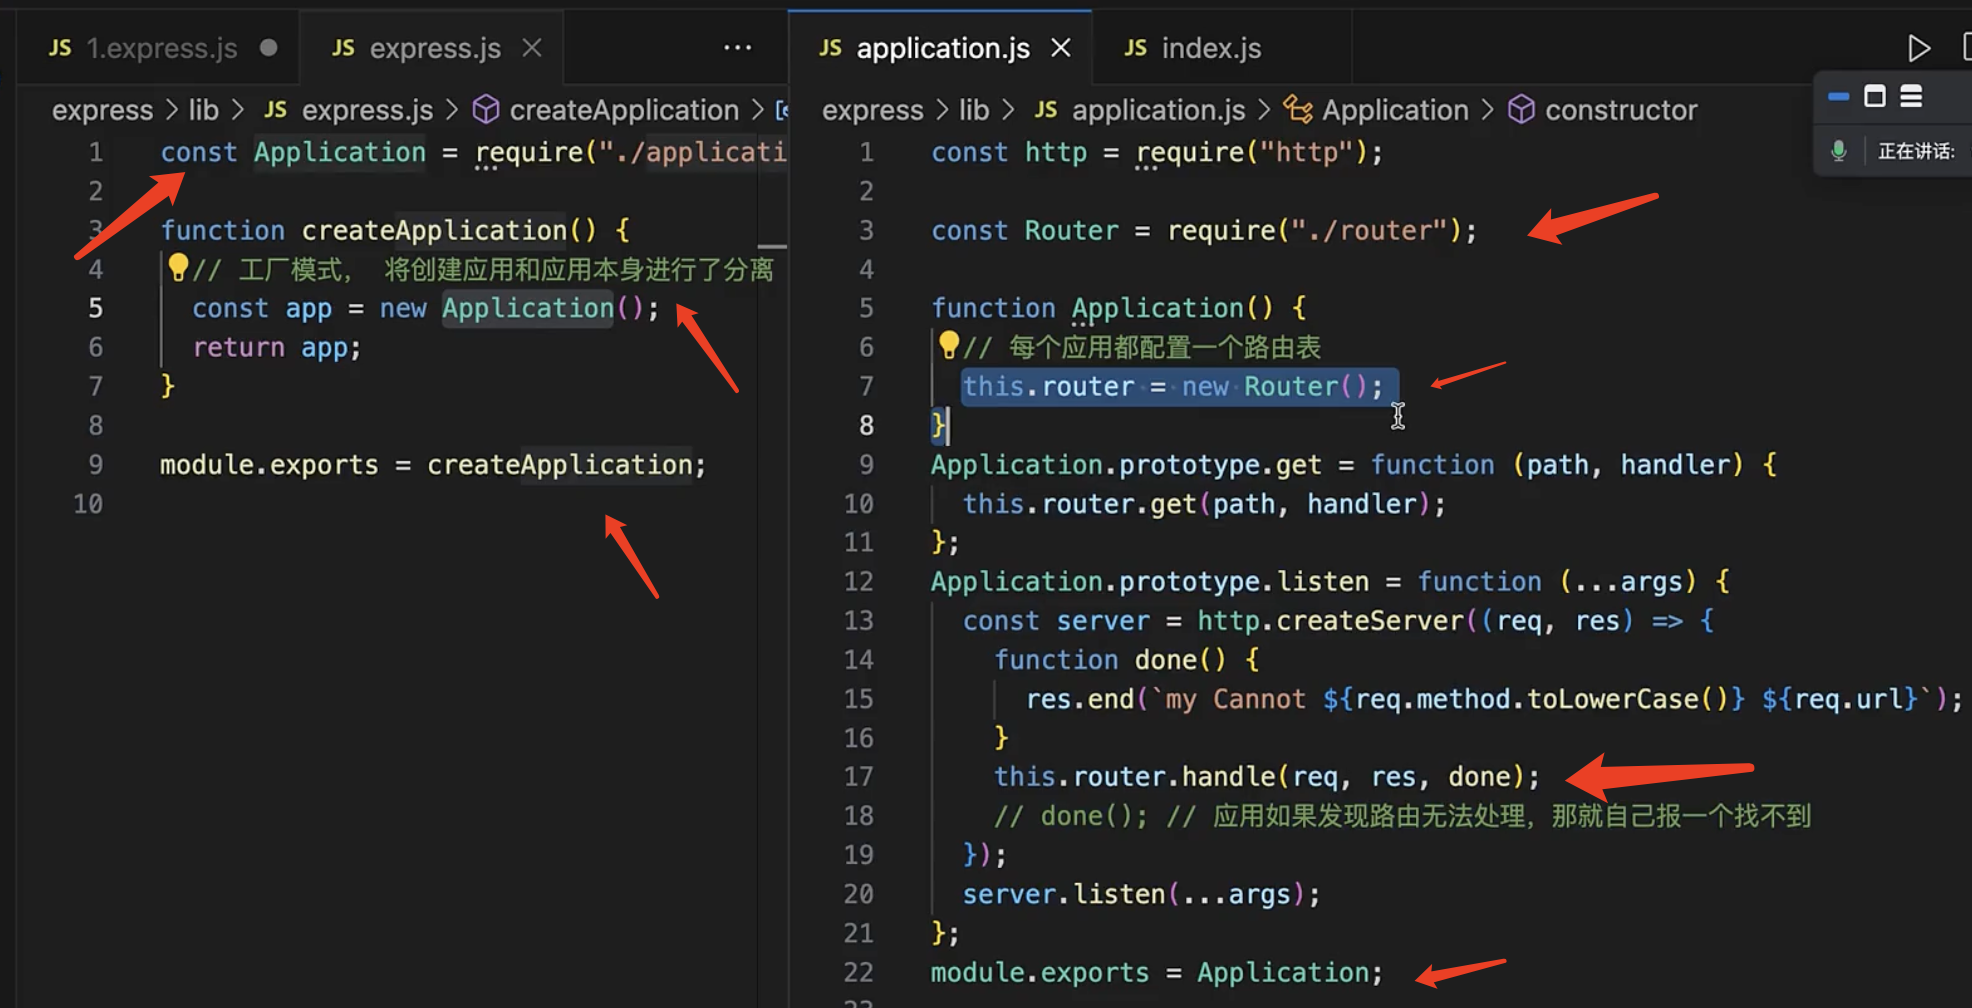 JS 1.express.js
JS express.js
express > lib > JS express.js > createApplication >
1 const Application = require("./applicati
2
3 function createApplication() {
4 // 工厂模式， 将创建应用和应用本身进行了分离
5 const app = new Application();
6 return app;
7 }
8
9 module.exports = createApplication;
10
JS application.js
JS index.js
express > lib > JS application.js > Application > constructor
1 const http = require("http");
2
3 const Router = require("./router");
4
5 function Application() {
6 // 每个应用都配置一个路由表
7 this.router = new Router();
8 }
9 Application.prototype.get = function (path, handler) {
10 this.router.get(path, handler);
11 };
12 Application.prototype.listen = function (...args) {
13 const server = http.createServer((req, res) => {
14 function done() {
15 res.end(`my Cannot ${req.method.toLowerCase()} ${req.url}`);
16 }
17 this.router.handle(req, res, done);
18 // done(); // 应用如果发现路由无法处理，那就自己报一个找不到
19 });
20 server.listen(...args);
21 };
22 module.exports = Application;
正在讲话: